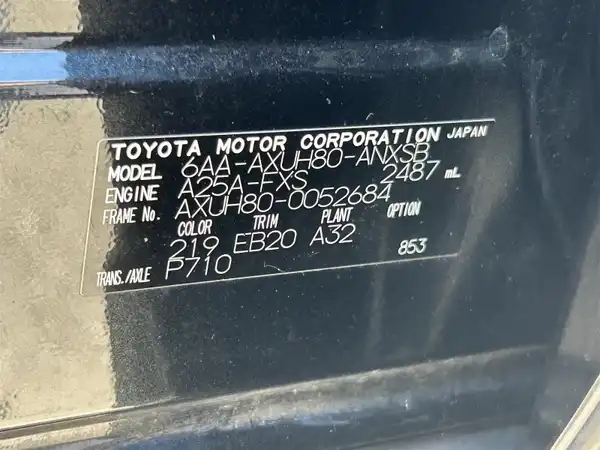 TOYOTA MOTOR CORPORATION JAPAN
MODEL 6AA-AXUH80-ANXSB
ENGINE A25A-FXS 2487 mL
FRAME No. AXUH80-0052684
COLOR TRIM PLANT OPTION
219 EB20 A32
TRANS./AXLE P710 853